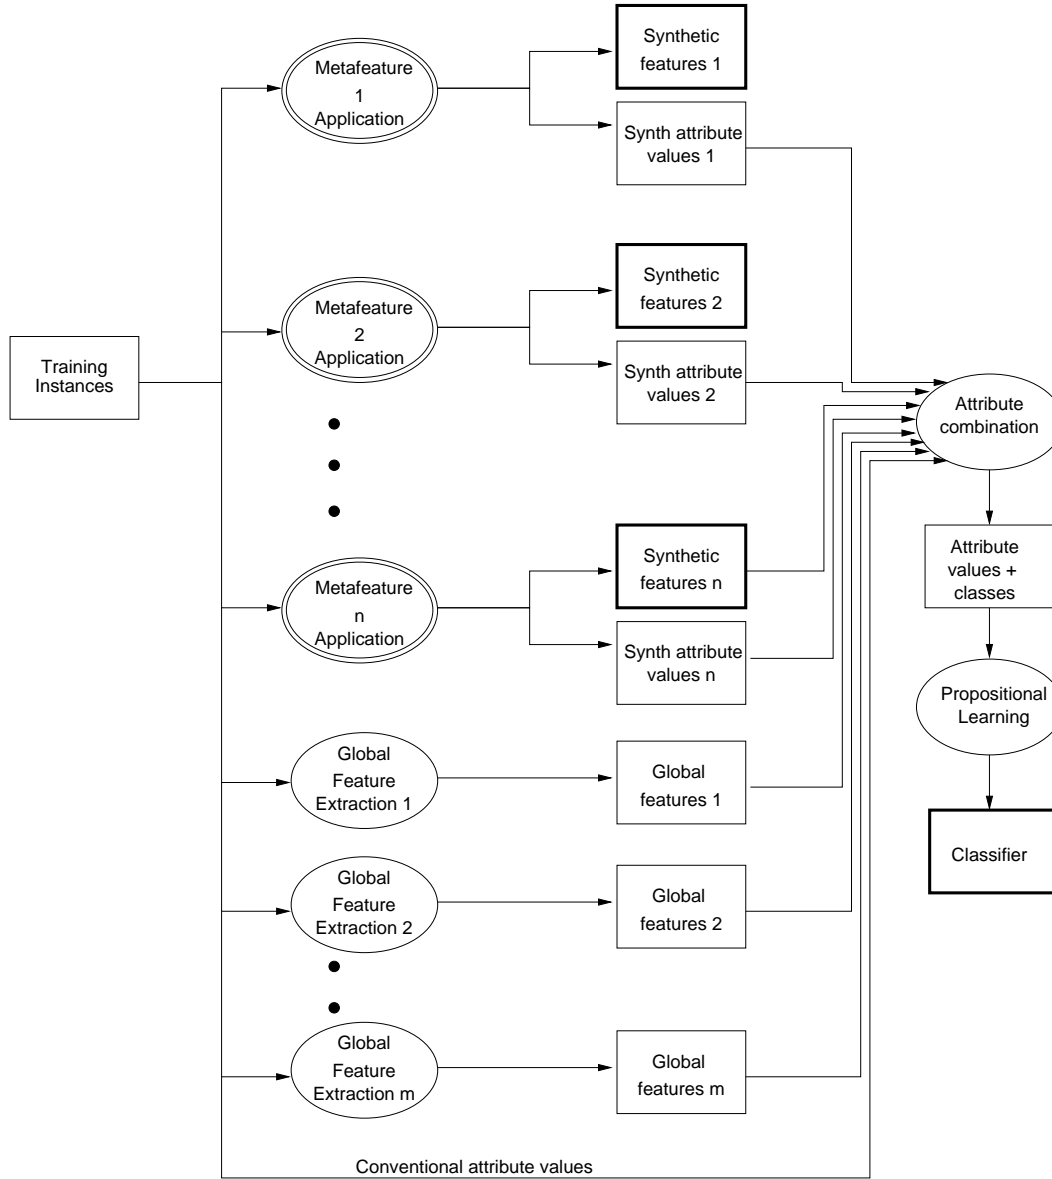 Metafeature
1
Application
Synthetic
features 1
Synth attribute
values 1
Metafeature
2
Application
Synthetic
features 2
Synth attribute
values 2
Training
Instances
Attribute
combination
Metafeature
n
Application
Synthetic
features n
Synth attribute
values n
Attribute
values +
classes
Propositional
Learning
Global
Feature
Extraction 1
Global
features 1
Classifier
Global
Feature
Extraction 2
Global
features 2
Global
Feature
Extraction m
Global
features m
Conventional attribute values